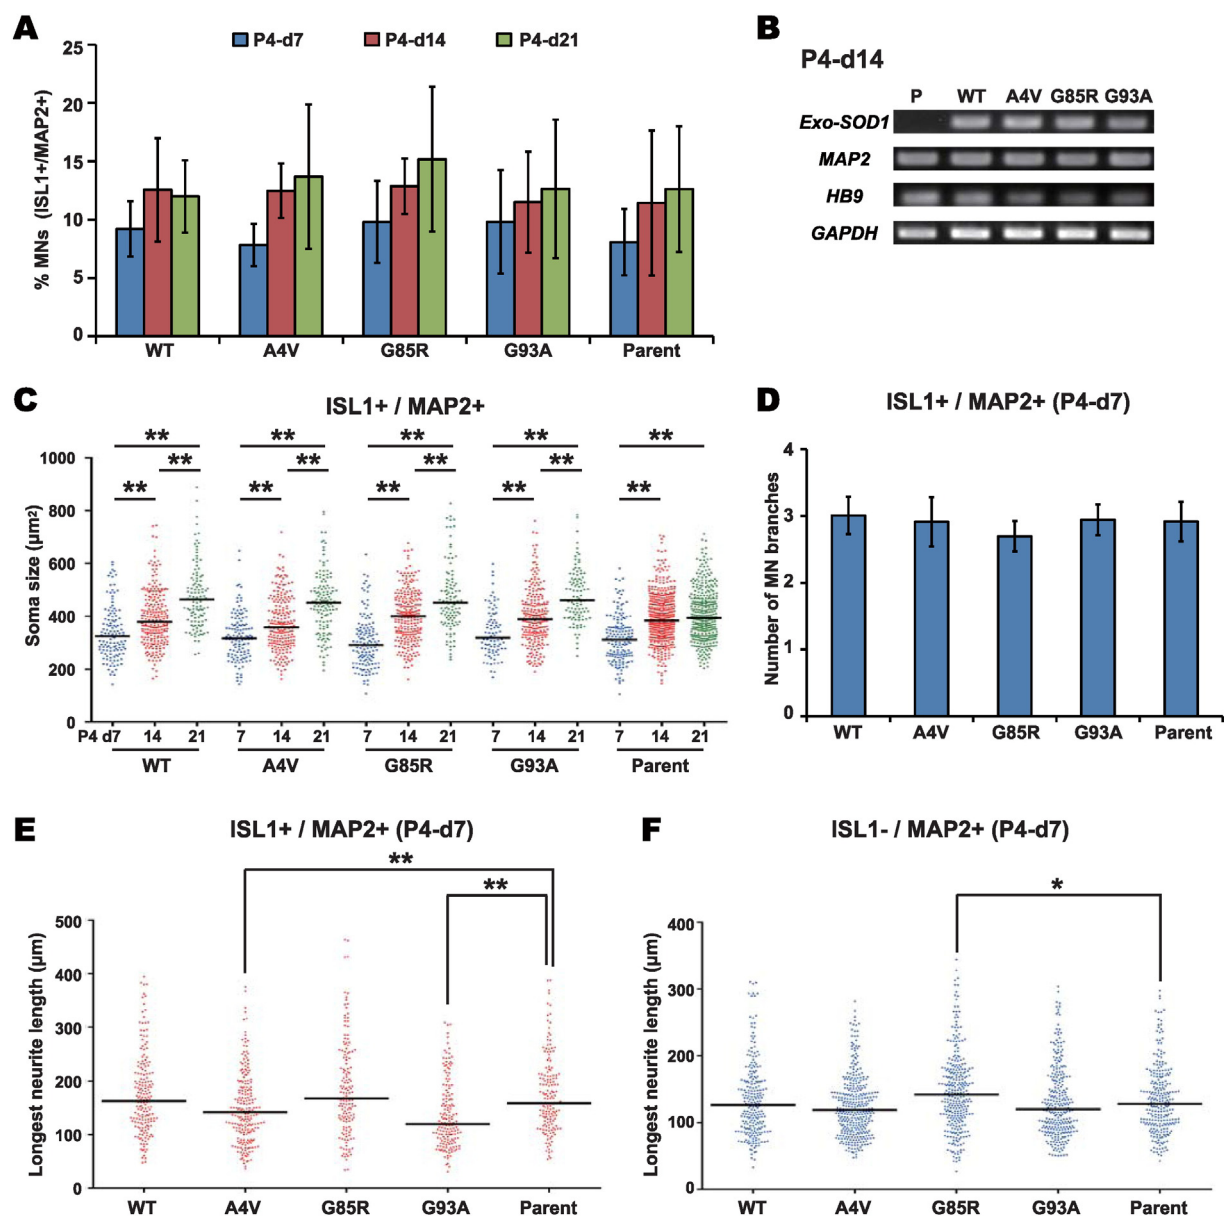 A
P4-d7 P4-d14 P4-d21
25
20
15
10
5
0
% MNs (ISL1+/MAP2+)
WT A4V G85R G93A Parent
B
P4-d14
P WT A4V G85R G93A
Exo-SOD1
MAP2
HB9
GAPDH
C
ISL1+ / MAP2+
** ** ** ** **
** ** ** **
** ** ** ** **
1000
800
600
400
200
0
Soma size (µm²)
P4 d7 14 21 7 14 21 7 14 21 7 14 21 7 14 21
WT A4V G85R G93A Parent
D
ISL1+ / MAP2+ (P4-d7)
4
3
2
1
0
Number of MN branches
WT A4V G85R G93A Parent
E
ISL1+ / MAP2+ (P4-d7)
**
**
500
400
300
200
100
0
Longest neurite length (µm)
WT A4V G85R G93A Parent
F
ISL1- / MAP2+ (P4-d7)
*
400
300
200
100
0
Longest neurite length (µm)
WT A4V G85R G93A Parent